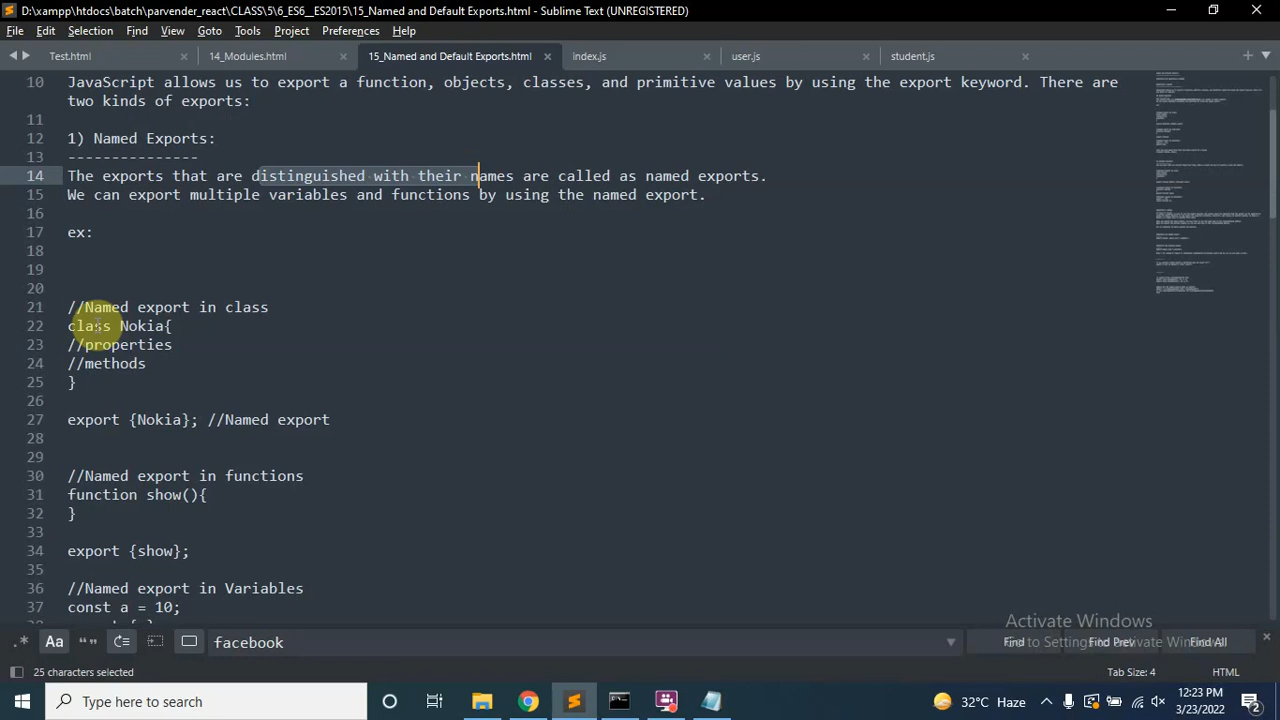 D:\xampp\htdocs\parvender_react\CLASS\5\6_ES6__ES2015\15_Named and Default Exports.html - Sublime Text (UNREGISTERED)
File Edit Selection Find View Goto Tools Project Preferences Help
Test.html 14_Modules.html 15_Named and Default Exports.html index.js user.js student.js
10 JavaScript allows us to export a function, objects, classes, and primitive values by using the export keyword. There are
two kinds of exports:
11
12 1) Named Exports:
13 ---------------
14 The exports that are distinguished with their names are called as named exports.
15 We can export multiple variables and function by using the named export.
16
17 ex:
18
19
20
21 //Named export in class
22 class Nokia{
23 //properties
24 //methods
25 }
26
27 export {Nokia}; //Named export
28
29
30 //Named export in functions
31 function show(){
32 }
33
34 export {show};
35
36 //Named export in Variables
37 const a = 10;
Activate Windows
Go to Settings to activate Windows.
.* Aa “” facebook Find Find Prev Find All
25 characters selected Tab Size: 4 HTML
Type here to search 32°C Haze 12:23 PM
3/23/2022 2